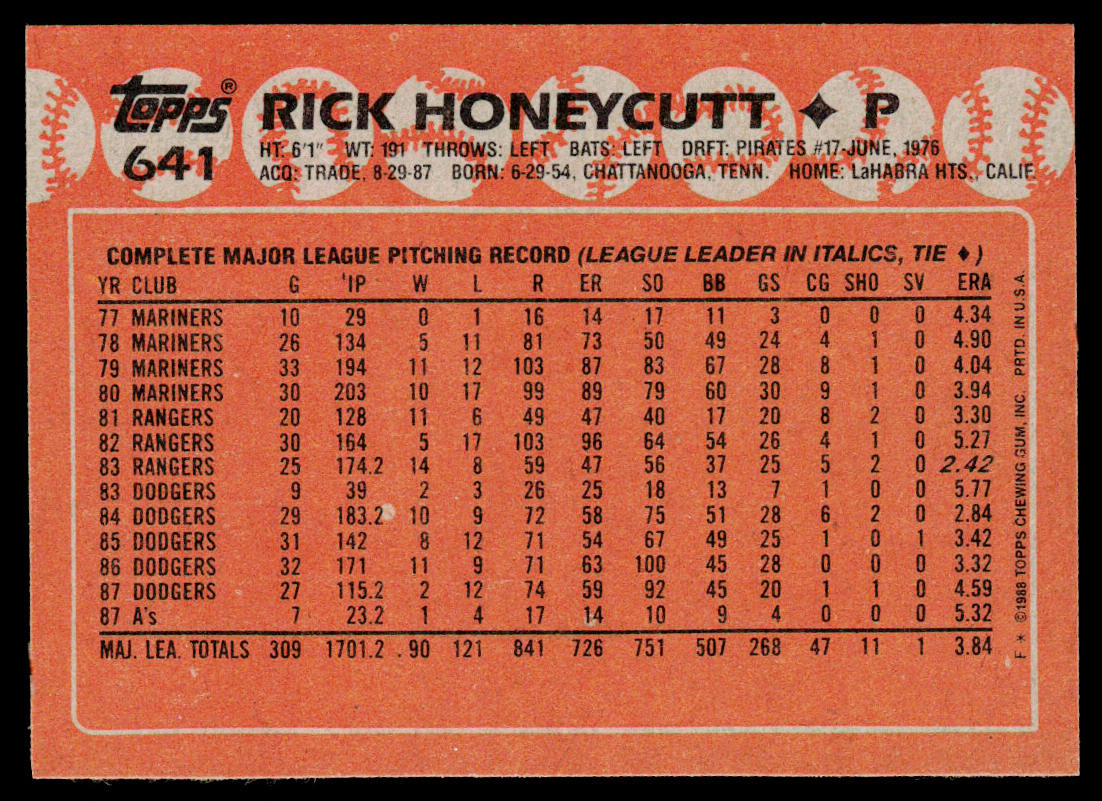 topps® RICK HONEYCUTT ✦ P
641
HT: 6'1" WT: 191 THROWS: LEFT BATS: LEFT DRFT: PIRATES #17-JUNE, 1976
ACQ: TRADE, 8-29-87 BORN: 6-29-54, CHATTANOOGA, TENN. HOME: LaHABRA HTS., CALIF.
COMPLETE MAJOR LEAGUE PITCHING RECORD (LEAGUE LEADER IN ITALICS, TIE ♦)
YR CLUB G IP W L R ER SO BB GS CG SHO SV ERA
77 MARINERS 10 29 0 1 16 14 17 11 3 0 0 0 4.34
78 MARINERS 26 134 5 11 81 73 50 49 24 4 1 0 4.90
79 MARINERS 33 194 11 12 103 87 83 67 28 8 1 0 4.04
80 MARINERS 30 203 10 17 99 89 79 60 30 9 1 0 3.94
81 RANGERS 20 128 11 6 49 47 40 17 20 8 2 0 3.30
82 RANGERS 30 164 5 17 103 96 64 54 26 4 1 0 5.27
83 RANGERS 25 174.2 14 8 59 47 56 37 25 5 2 0 2.42
83 DODGERS 9 39 2 3 26 25 18 13 7 1 0 0 5.77
84 DODGERS 29 183.2 10 9 72 58 75 51 28 6 2 0 2.84
85 DODGERS 31 142 8 12 71 54 67 49 25 1 0 1 3.42
86 DODGERS 32 171 11 9 71 63 100 45 28 0 0 0 3.32
87 DODGERS 27 115.2 2 12 74 59 92 45 20 1 1 0 4.59
87 A's 7 23.2 1 4 17 14 10 9 4 0 0 0 5.32
MAJ. LEA. TOTALS 309 1701.2 90 121 841 726 751 507 268 47 11 1 3.84
F * ©1988 TOPPS CHEWING GUM, INC. PRTD. IN U.S.A.